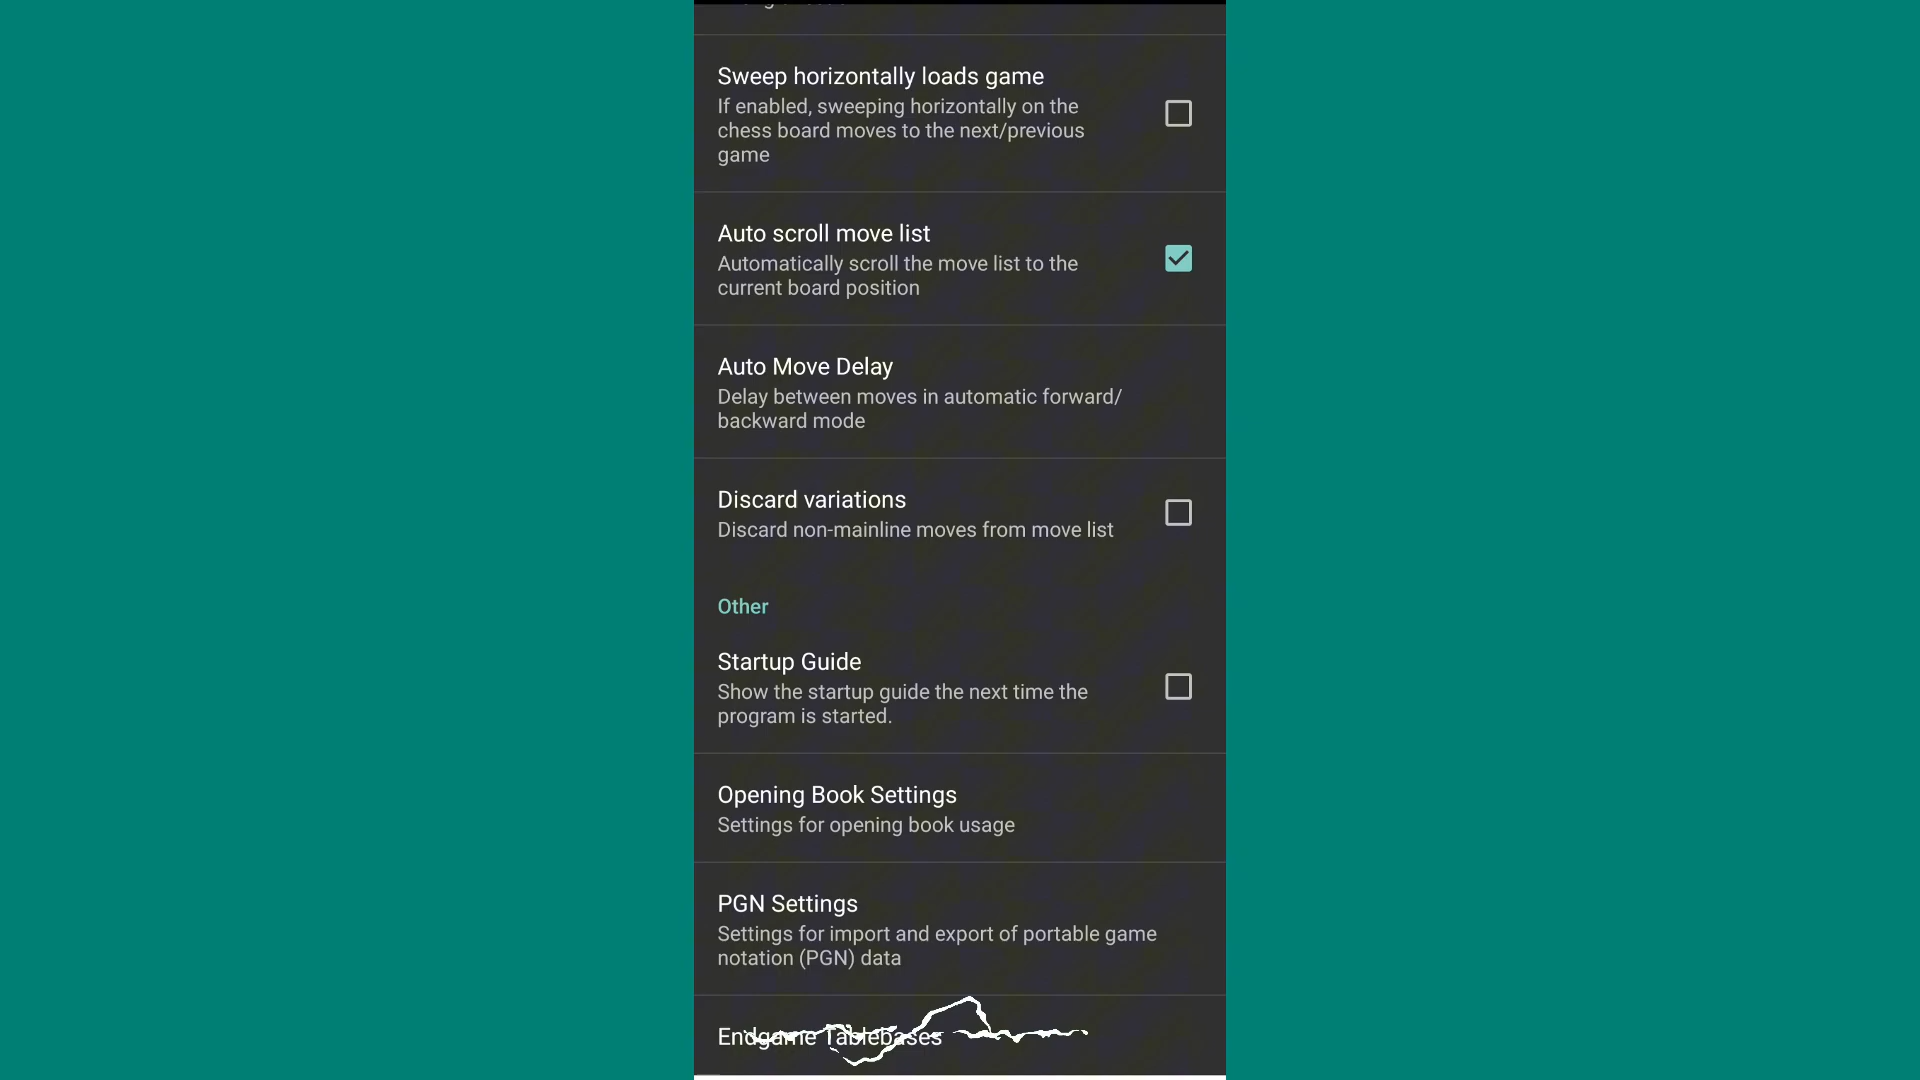 Sweep horizontally loads game
If enabled, sweeping horizontally on the
chess board moves to the next/previous
game
Auto scroll move list
Automatically scroll the move list to the
current board position
Auto Move Delay
Delay between moves in automatic forward/
backward mode
Discard variations
Discard non-mainline moves from move list
Other
Startup Guide
Show the startup guide the next time the
program is started.
Opening Book Settings
Settings for opening book usage
PGN Settings
Settings for import and export of portable game
notation (PGN) data
Endgame Tablebases